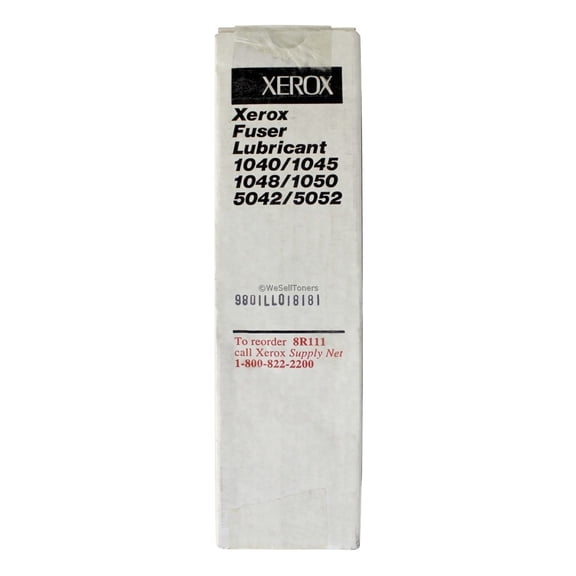 XEROX
Xerox
Fuser
Lubricant
1040/1045
1048/1050
5042/5052
©WeSellToners
9801LL018181
To reorder 8R111
call Xerox Supply Net
1-800-822-2200